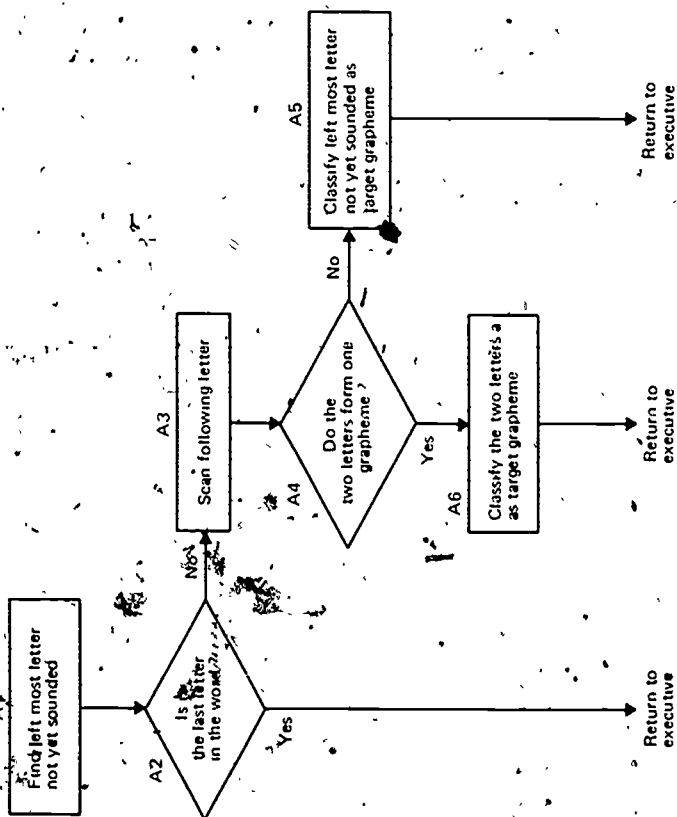 Find left most letter
not yet sounded
A2
Is
the last letter
in the word
No
Yes
Return to
executive
A3
Scan following letter
A4
Do the
two letters form one
grapheme ?
No
Yes
A6
Classify the two letters a
as target grapheme
Return to
executive
A5
Classify left most letter
not yet sounded as
target grapheme
Return to
executive